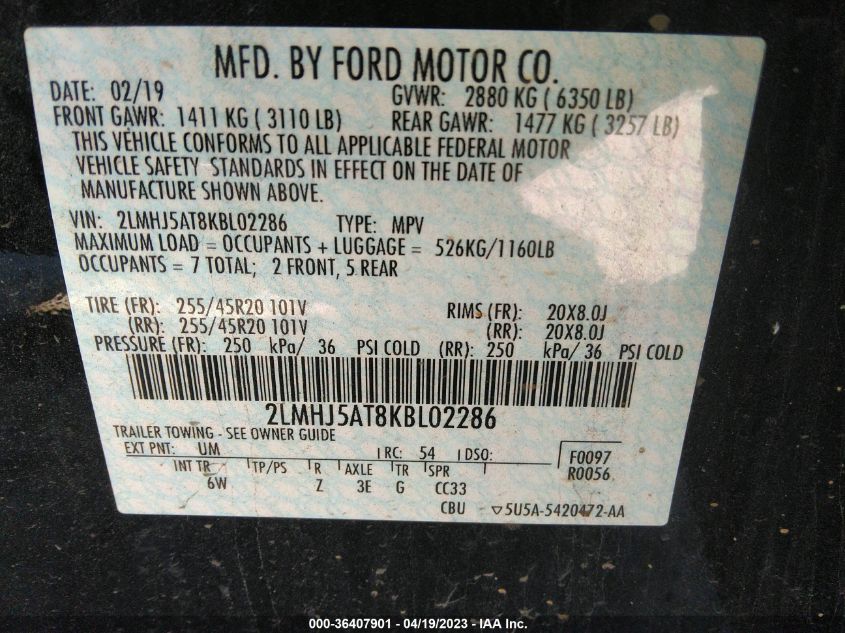 MFD. BY FORD MOTOR CO.
DATE: 02/19 GVWR: 2880 KG ( 6350 LB)
FRONT GAWR: 1411 KG ( 3110 LB) REAR GAWR: 1477 KG ( 3257 LB)
THIS VEHICLE CONFORMS TO ALL APPLICABLE FEDERAL MOTOR
VEHICLE SAFETY STANDARDS IN EFFECT ON THE DATE OF
MANUFACTURE SHOWN ABOVE.
VIN: 2LMHJ5AT8KBL02286 TYPE: MPV
MAXIMUM LOAD = OCCUPANTS + LUGGAGE = 526KG/1160LB
OCCUPANTS = 7 TOTAL; 2 FRONT, 5 REAR
TIRE (FR): 255/45R20 101V RIMS (FR): 20X8.0J
(RR): 255/45R20 101V (RR): 20X8.0J
PRESSURE (FR): 250 kPa/ 36 PSI COLD (RR): 250 kPa/ 36 PSI COLD
2LMHJ5AT8KBL02286
TRAILER TOWING - SEE OWNER GUIDE
EXT PNT: UM RC: 54 DSO: F0097
R0056
INT TR TP/PS R AXLE TR SPR
6W Z 3E G CC33
CBU ▽5U5A-5420472-AA
000-36407901 - 04/19/2023 - IAA Inc.